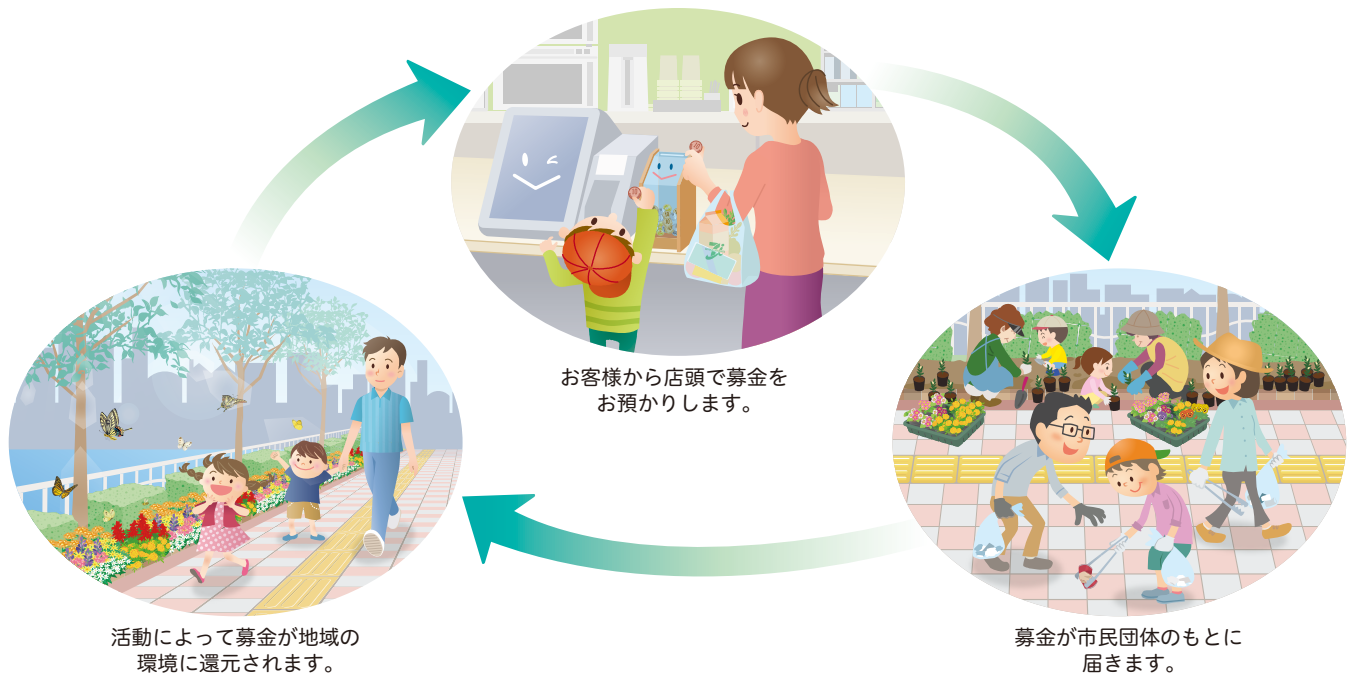 お客様から店頭で募金を
お預かりします。
募金が市民団体のもとに
届きます。
活動によって募金が地域の
環境に還元されます。